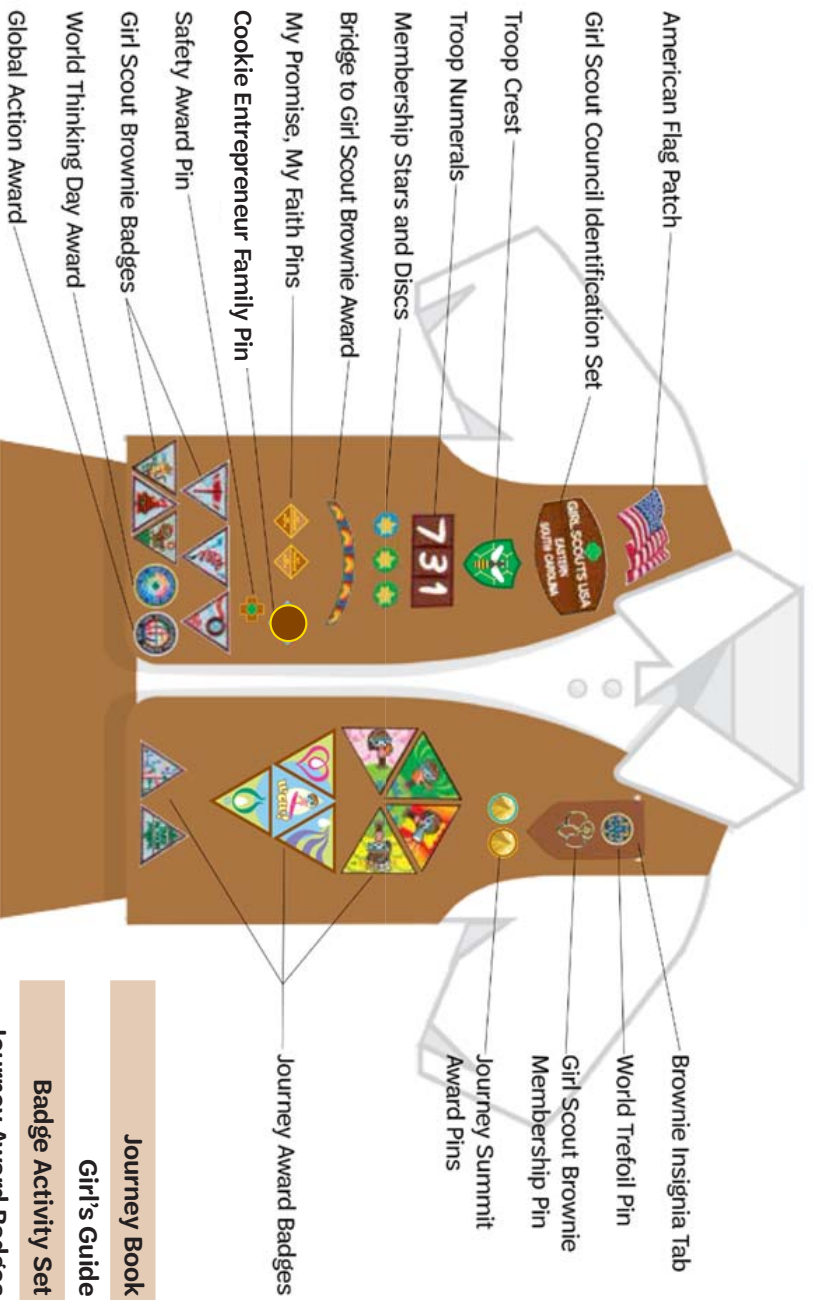 American Flag Patch
Girl Scout Council Identification Set
Troop Crest
Troop Numerals
Membership Stars and Discs
Bridge to Girl Scout Brownie Award
My Promise, My Faith Pins
Cookie Entrepreneur Family Pin
Safety Award Pin
Girl Scout Brownie Badges
World Thinking Day Award
Global Action Award
GIRL SCOUTS USA
EASTERN
SOUTH CAROLINA
731
Brownie Insignia Tab
World Trefoil Pin
Girl Scout Brownie
Membership Pin
Journey Summit
Award Pins
Journey Award Badges
Journey Book
Girl's Guide
Badge Activity Set
Journey Award Badges